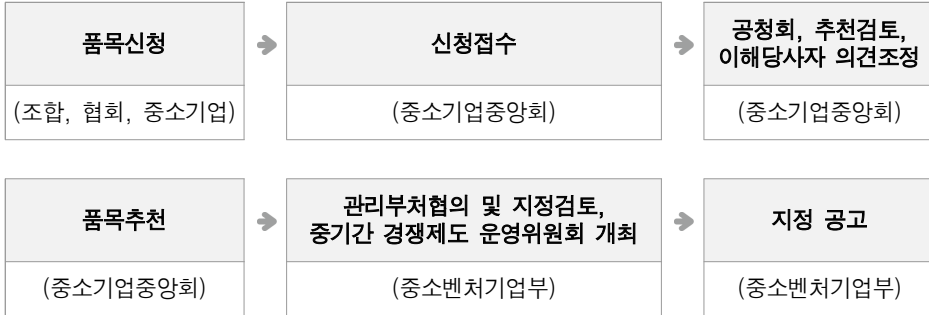 품목신청
(조합, 협회, 중소기업)
신청접수
(중소기업중앙회)
공청회, 추천검토,
이해당사자 의견조정
(중소기업중앙회)
품목추천
(중소기업중앙회)
관리부처협의 및 지정검토,
중기간 경쟁제도 운영위원회 개최
(중소벤처기업부)
지정 공고
(중소벤처기업부)